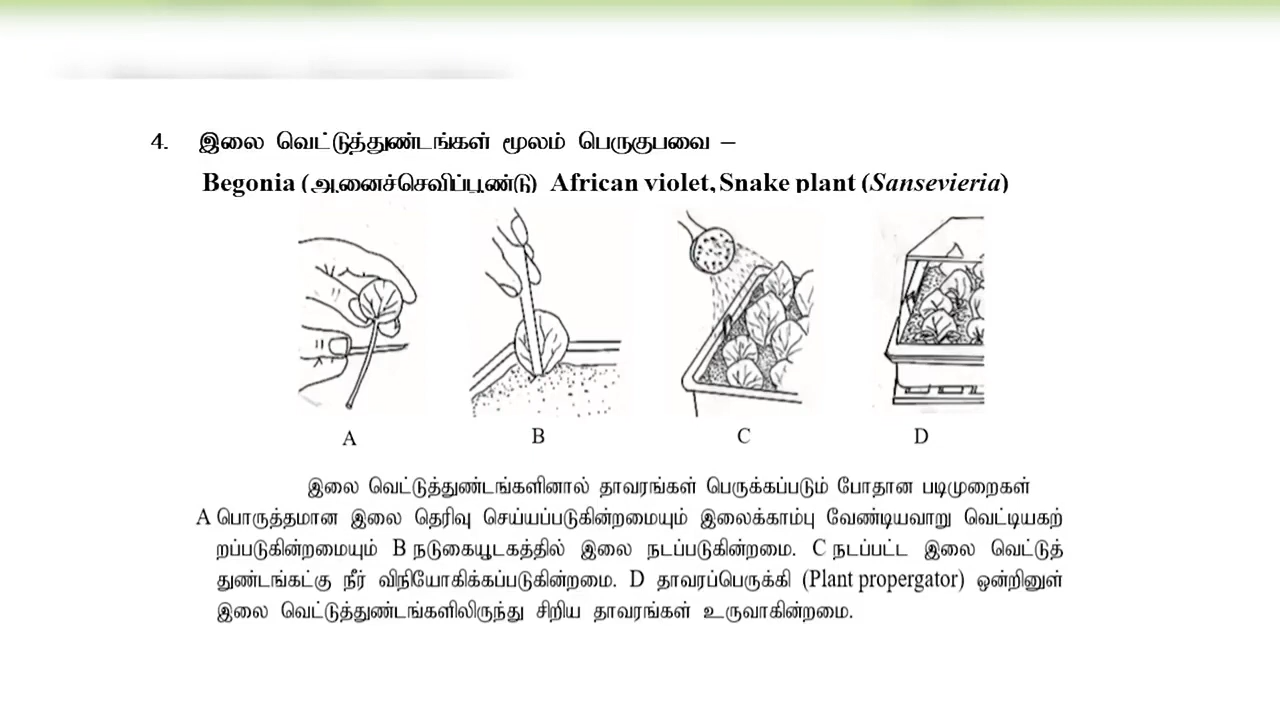 4. இலை வெட்டுத்துண்டங்கள் மூலம் பெருகுபவை –
Begonia (ஆனைச்செவிப்பூண்டு) African violet, Snake plant (Sansevieria)
A B C D
இலை வெட்டுத்துண்டங்களினால் தாவரங்கள் பெருக்கப்படும் போதான படிமுறைகள்
A பொருத்தமான இலை தெரிவு செய்யப்படுகின்றமையும் இலைக்காம்பு வேண்டியவாறு வெட்டியகற்
றப்படுகின்றமையும் B நடுகையூடகத்தில் இலை நடப்படுகின்றமை. C நடப்பட்ட இலை வெட்டுத்
துண்டங்கட்கு நீர் விநியோகிக்கப்படுகின்றமை. D தாவரப்பெருக்கி (Plant propergator) ஒன்றினுள்
இலை வெட்டுத்துண்டங்களிலிருந்து சிறிய தாவரங்கள் உருவாகின்றமை.